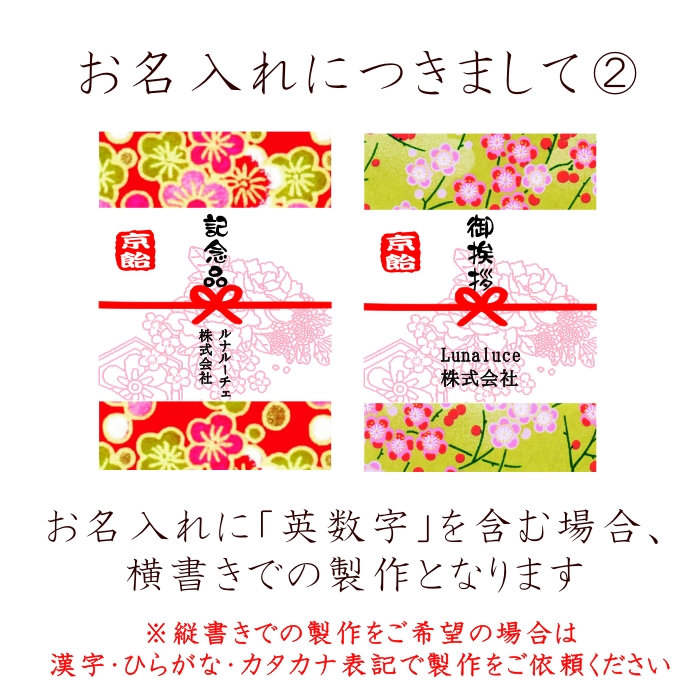 お名入れにつきまして②
京飴
記念品
ルナルーチェ
株式会社
京飴
御挨拶
Lunaluce
株式会社
お名入れに「英数字」を含む場合、
横書きでの製作となります
※縦書きでの製作をご希望の場合は
漢字・ひらがな・カタカナ表記で製作をご依頼ください